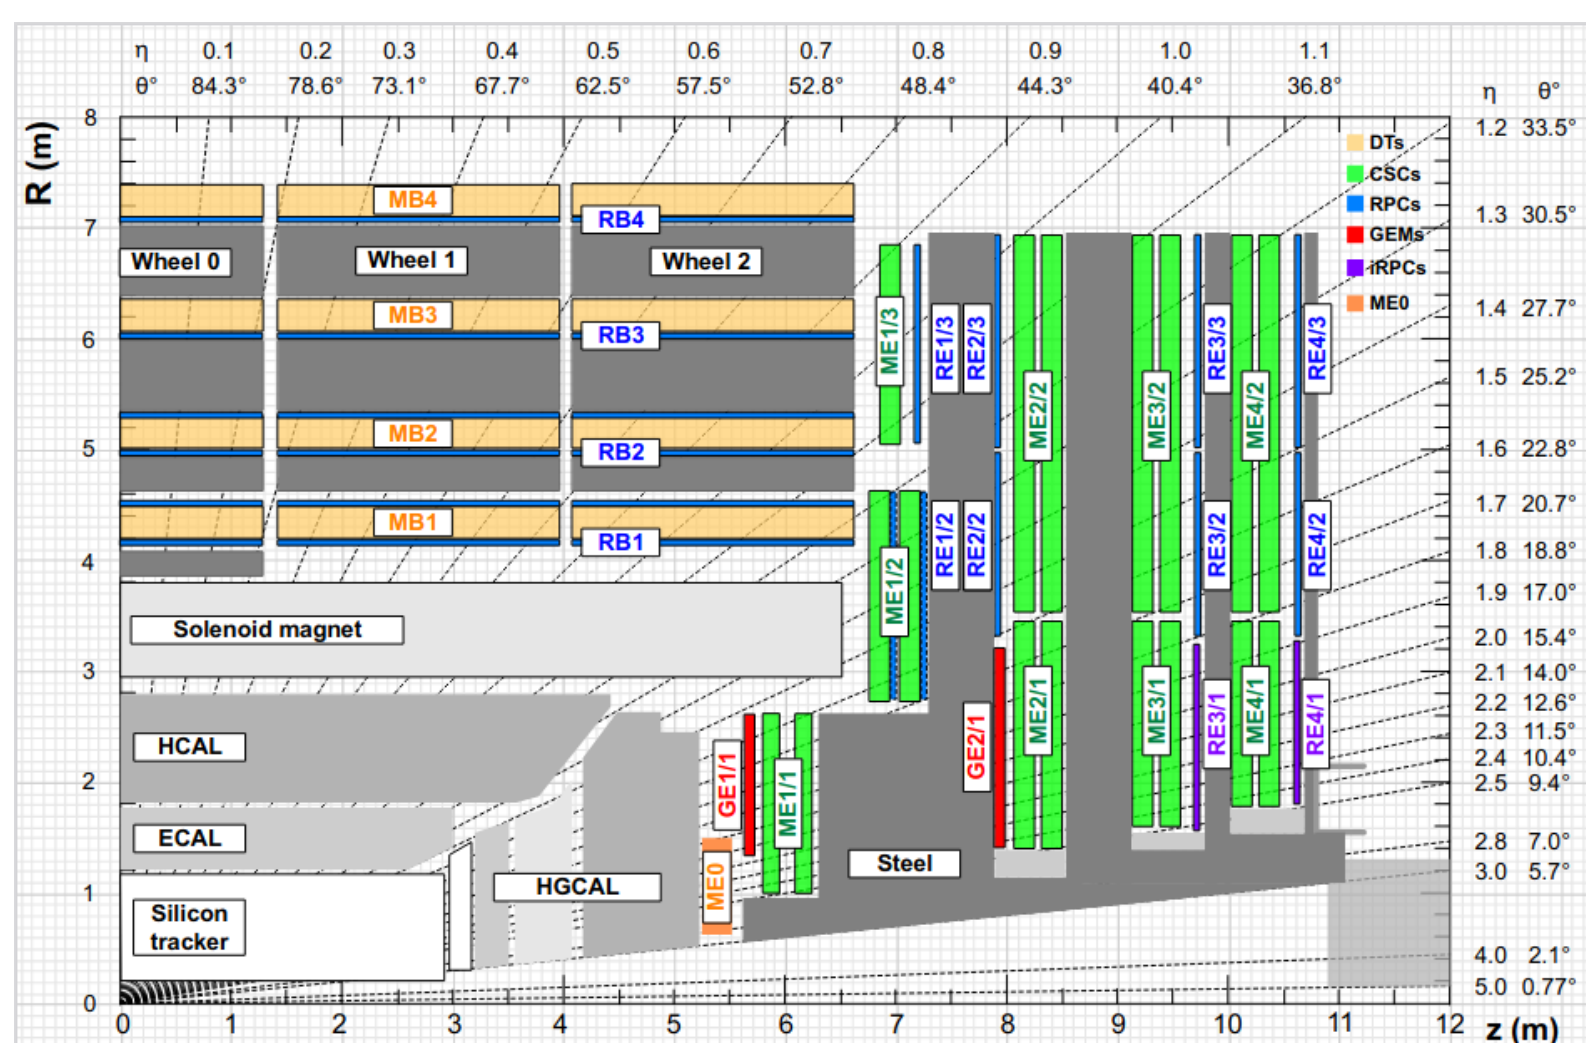 η 0.1 0.2 0.3 0.4 0.5 0.6 0.7 0.8 0.9 1.0 1.1
θ° 84.3° 78.6° 73.1° 67.7° 62.5° 57.5° 52.8° 48.4° 44.3° 40.4° 36.8°
η θ°
1.2 33.5°
1.3 30.5°
1.4 27.7°
1.5 25.2°
1.6 22.8°
1.7 20.7°
1.8 18.8°
1.9 17.0°
2.0 15.4°
2.1 14.0°
2.2 12.6°
2.3 11.5°
2.4 10.4°
2.5 9.4°
2.8 7.0°
3.0 5.7°
4.0 2.1°
5.0 0.77°
R (m)
8
7
6
5
4
3
2
1
0
DTs
CSCs
RPCs
GEMs
iRPCs
ME0
MB4
RB4
Wheel 0
Wheel 1
Wheel 2
MB3
RB3
MB2
RB2
MB1
RB1
Solenoid magnet
HCAL
ECAL
Silicon
tracker
HGCAL
Steel
ME0
GE1/1
ME1/1
ME1/2
ME1/3
RE1/3
RE2/3
RE1/2
RE2/2
GE2/1
ME2/2
ME2/1
ME3/2
ME3/1
RE3/3
RE3/2
RE3/1
ME4/2
ME4/1
RE4/3
RE4/2
RE4/1
0 1 2 3 4 5 6 7 8 9 10 11 12
z (m)